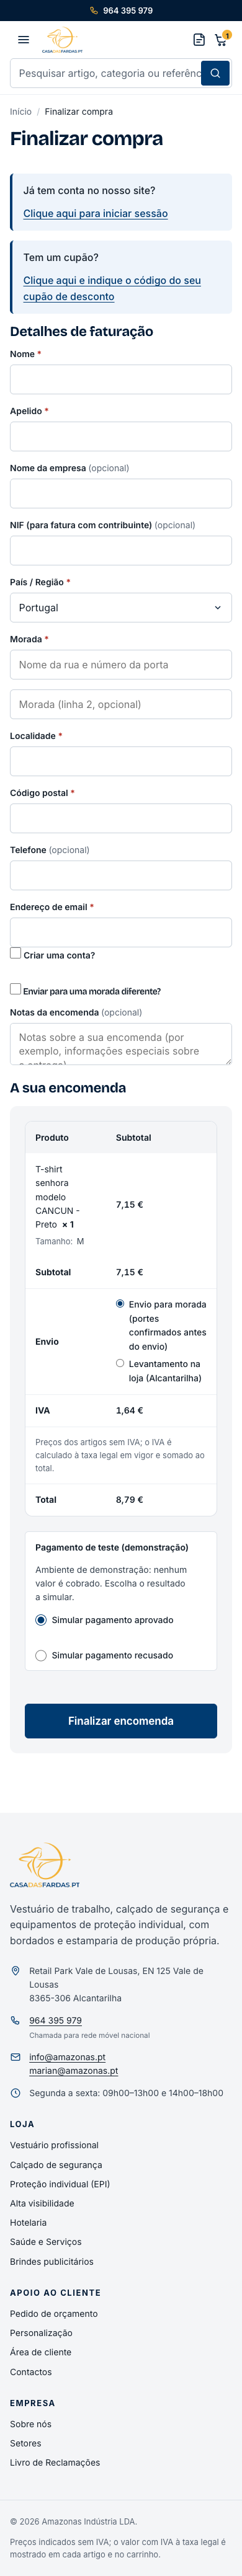 964 395 979
CASADASFARDAS.PT
1
Pesquisar artigo, categoria ou referênc
Início / Finalizar compra
Finalizar compra
Já tem conta no nosso site?
Clique aqui para iniciar sessão
Tem um cupão?
Clique aqui e indique o código do seu
cupão de desconto
Detalhes de faturação
Nome *
Apelido *
Nome da empresa (opcional)
NIF (para fatura com contribuinte) (opcional)
País / Região *
Portugal
Morada *
Nome da rua e número da porta
Morada (linha 2, opcional)
Localidade *
Código postal *
Telefone (opcional)
Endereço de email *
Criar uma conta?
Enviar para uma morada diferente?
Notas da encomenda (opcional)
Notas sobre a sua encomenda (por
exemplo, informações especiais sobre
a entrega)
A sua encomenda
Produto Subtotal
T-shirt
senhora
modelo
CANCUN -
Preto × 1
7,15 €
Tamanho: M
Subtotal 7,15 €
Envio
Envio para morada
(portes
confirmados antes
do envio)
Levantamento na
loja (Alcantarilha)
IVA 1,64 €
Preços dos artigos sem IVA; o IVA é
calculado à taxa legal em vigor e somado ao
total.
Total 8,79 €
Pagamento de teste (demonstração)
Ambiente de demonstração: nenhum
valor é cobrado. Escolha o resultado
a simular.
Simular pagamento aprovado
Simular pagamento recusado
Finalizar encomenda
CASADASFARDAS.PT
Vestuário de trabalho, calçado de segurança e
equipamentos de proteção individual, com
bordados e estamparia de produção própria.
Retail Park Vale de Lousas, EN 125 Vale de
Lousas
8365-306 Alcantarilha
964 395 979
Chamada para rede móvel nacional
info@amazonas.pt
marian@amazonas.pt
Segunda a sexta: 09h00–13h00 e 14h00–18h00
LOJA
Vestuário profissional
Calçado de segurança
Proteção individual (EPI)
Alta visibilidade
Hotelaria
Saúde e Serviços
Brindes publicitários
APOIO AO CLIENTE
Pedido de orçamento
Personalização
Área de cliente
Contactos
EMPRESA
Sobre nós
Setores
Livro de Reclamações
© 2026 Amazonas Indústria LDA.
Preços indicados sem IVA; o valor com IVA à taxa legal é
mostrado em cada artigo e no carrinho.